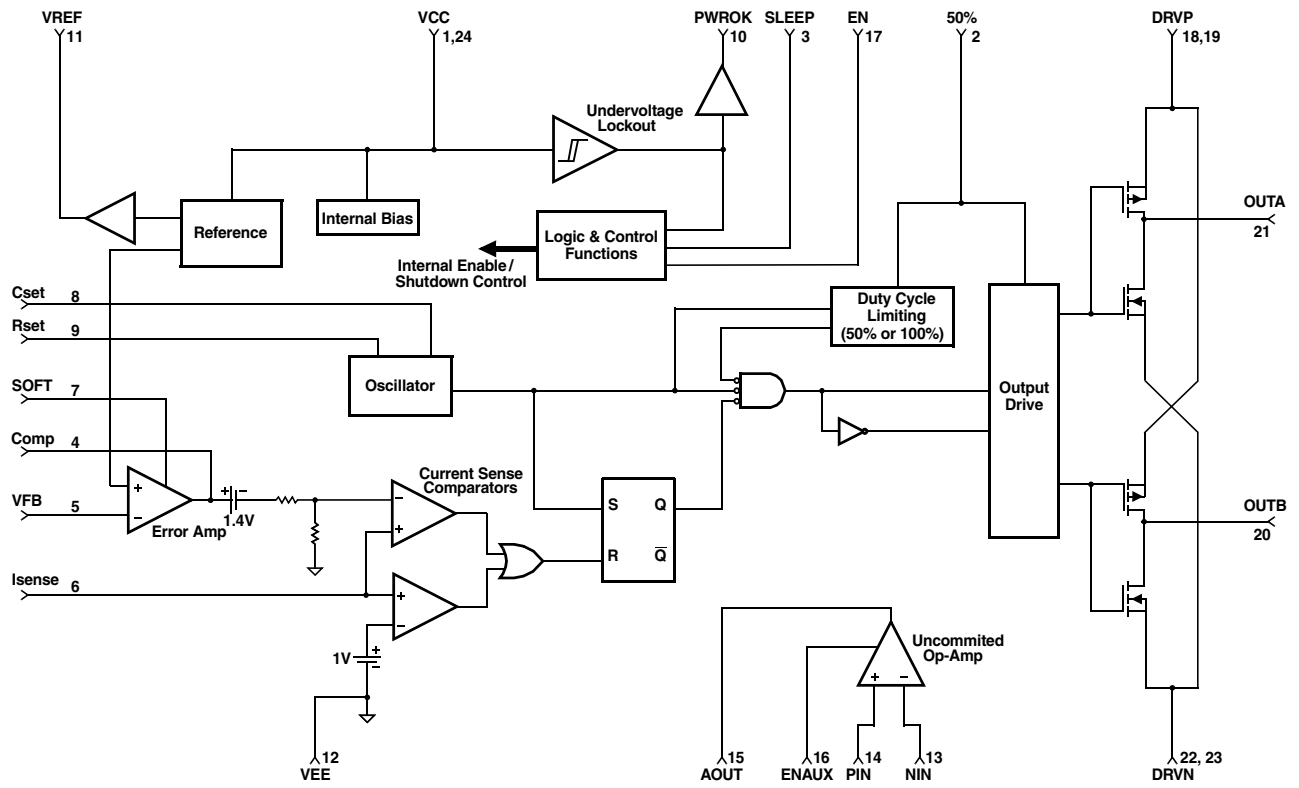 VREF
11
VCC
1,24
PWROK
10
SLEEP
3
EN
17
50%
2
DRVP
18,19
Undervoltage
Lockout
Reference
Internal Bias
Logic & Control
Functions
Internal Enable/
Shutdown Control
OUTA
21
Cset 8
Rset 9
Duty Cycle
Limiting
(50% or 100%)
Oscillator
SOFT 7
Comp 4
VFB 5
+
−
Error Amp
+ −
1.4V
Current Sense
Comparators
−
+
Output
Drive
S Q
R Q̅
OUTB
20
Isense 6
+
−
1V
+
−
Uncommited
Op-Amp
+ −
12
VEE
15
AOUT
16
ENAUX
14
PIN
13
NIN
22, 23
DRVN